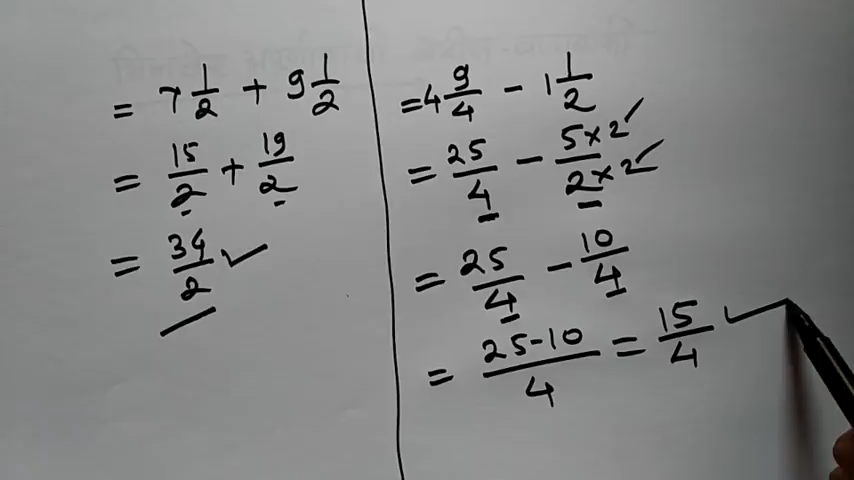 = 7 1/2 + 9 1/2
= 15/2 + 19/2
= 34/2 ✓
= 4 9/4 - 1 1/2
= 25/4 - 5×2/2×2 ✓ ✓
= 25/4 - 10/4
= 25-10/4 = 15/4 ✓